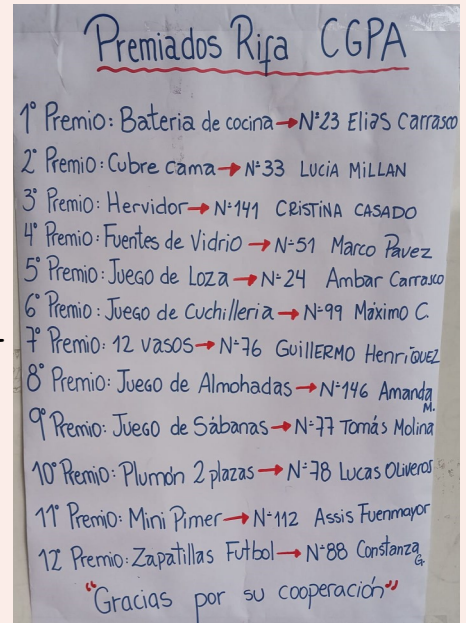 Premiados Rifa CGPA
1° Premio: Bateria de cocina → N°23 Elias Carrasco
2° Premio: Cubre cama → N°33 Lucia MiLLAN
3° Premio: Hervidor → N°141 CRISTINA CASADO
4° Premio: Fuentes de Vidrio → N°51 Marco Pavez
5° Premio: Juego de Loza → N°24 Ambar Carrasco
6° Premio: Juego de Cuchilleria → N°99 Máximo C.
7° Premio: 12 vasos → N°76 GuillERMO HenriQUEZ
8° Premio: Juego de Almohadas → N°146 Amanda M.
9° Premio: Juego de Sábanas → N°77 Tomás Molina
10° Premio: Plumón 2 plazas → N°78 Lucas Oliveros
11° Premio: Mini Pimer → N°112 Assis Fuenmayor
12° Premio: Zapatillas Futbol → N°88 Constanza G.
"Gracias por su cooperación"